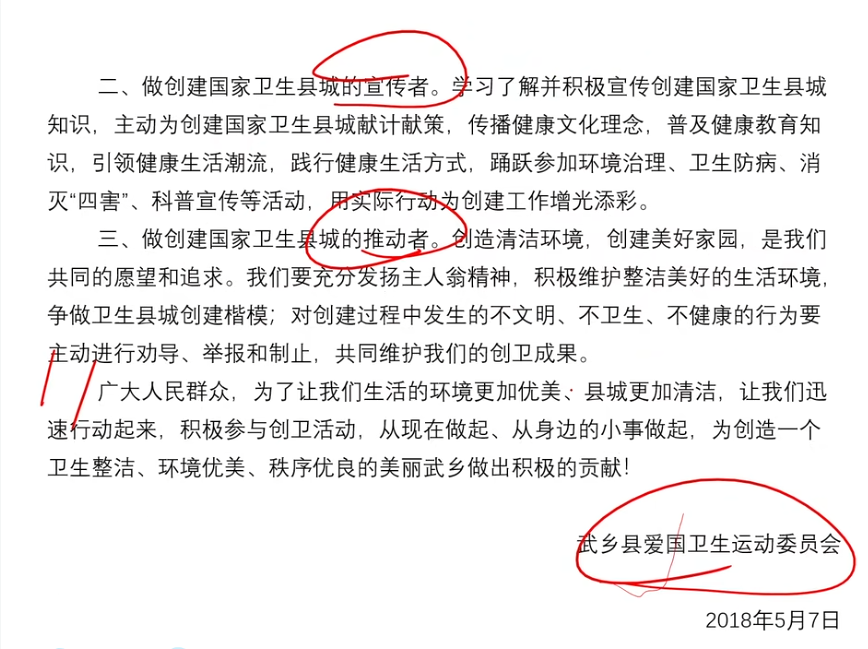 二、做创建国家卫生县城的宣传者。学习了解并积极宣传创建国家卫生县城
知识，主动为创建国家卫生县城献计献策，传播健康文化理念，普及健康教育知
识，引领健康生活潮流，践行健康生活方式，踊跃参加环境治理、卫生防病、消
灭“四害”、科普宣传等活动，用实际行动为创建工作增光添彩。
三、做创建国家卫生县城的推动者。创造清洁环境，创建美好家园，是我们
共同的愿望和追求。我们要充分发扬主人翁精神，积极维护整洁美好的生活环境，
争做卫生县城创建楷模；对创建过程中发生的不文明、不卫生、不健康的行为要
主动进行劝导、举报和制止，共同维护我们的创卫成果。
广大人民群众，为了让我们生活的环境更加优美、县城更加清洁，让我们迅
速行动起来，积极参与创卫活动，从现在做起、从身边的小事做起，为创造一个
卫生整洁、环境优美、秩序优良的美丽武乡做出积极的贡献！
武乡县爱国卫生运动委员会
2018年5月7日